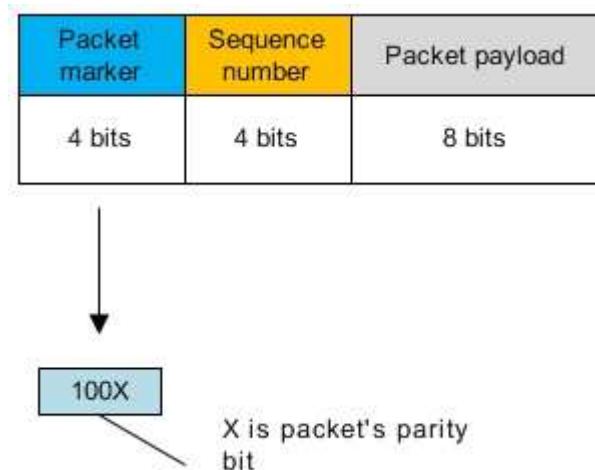 Packet marker
Sequence number
Packet payload
4 bits
4 bits
8 bits
100X
X is packet's parity
bit